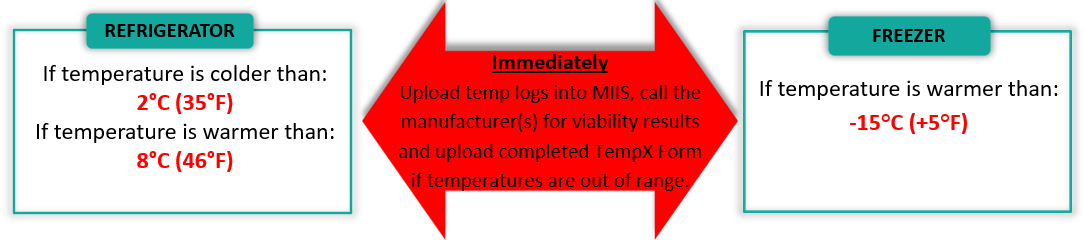 REFRIGERATOR
If temperature is colder than:
2°C (35°F)
If temperature is warmer than:
8°C (46°F)
Immediately
Upload temp logs into MIIS, call the
manufacturer(s) for viability results
and upload completed TempX Form
if temperatures are out of range.
FREEZER
If temperature is warmer than:
-15°C (+5°F)